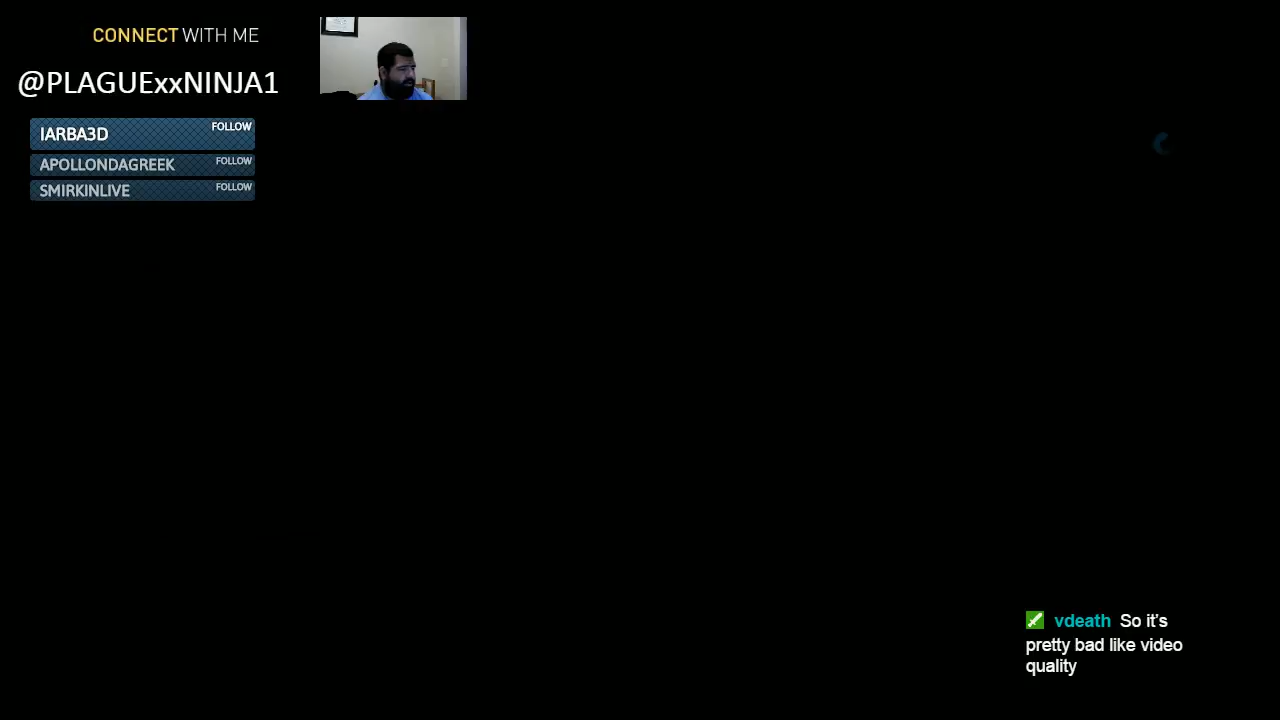 CONNECT WITH ME
@PLAGUExxNINJA1
IARBA3D FOLLOW
APOLLONDAGREEK FOLLOW
SMIRKINLIVE FOLLOW
vdeath So it's
pretty bad like video
quality